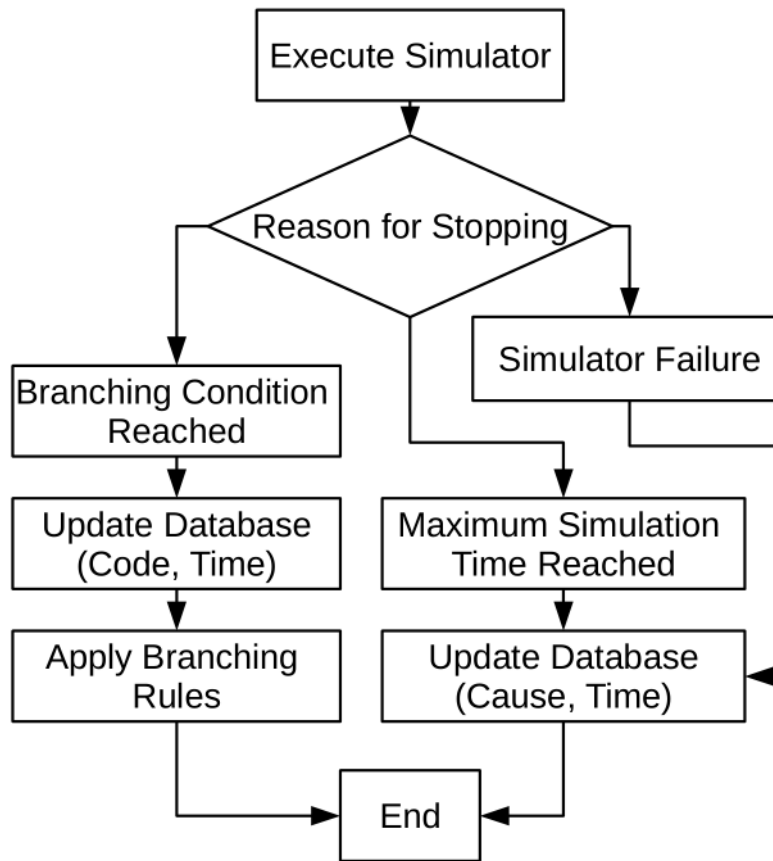 Execute Simulator
Reason for Stopping
Simulator Failure
Branching Condition
Reached
Update Database
(Code, Time)
Maximum Simulation
Time Reached
Apply Branching
Rules
Update Database
(Cause, Time)
End